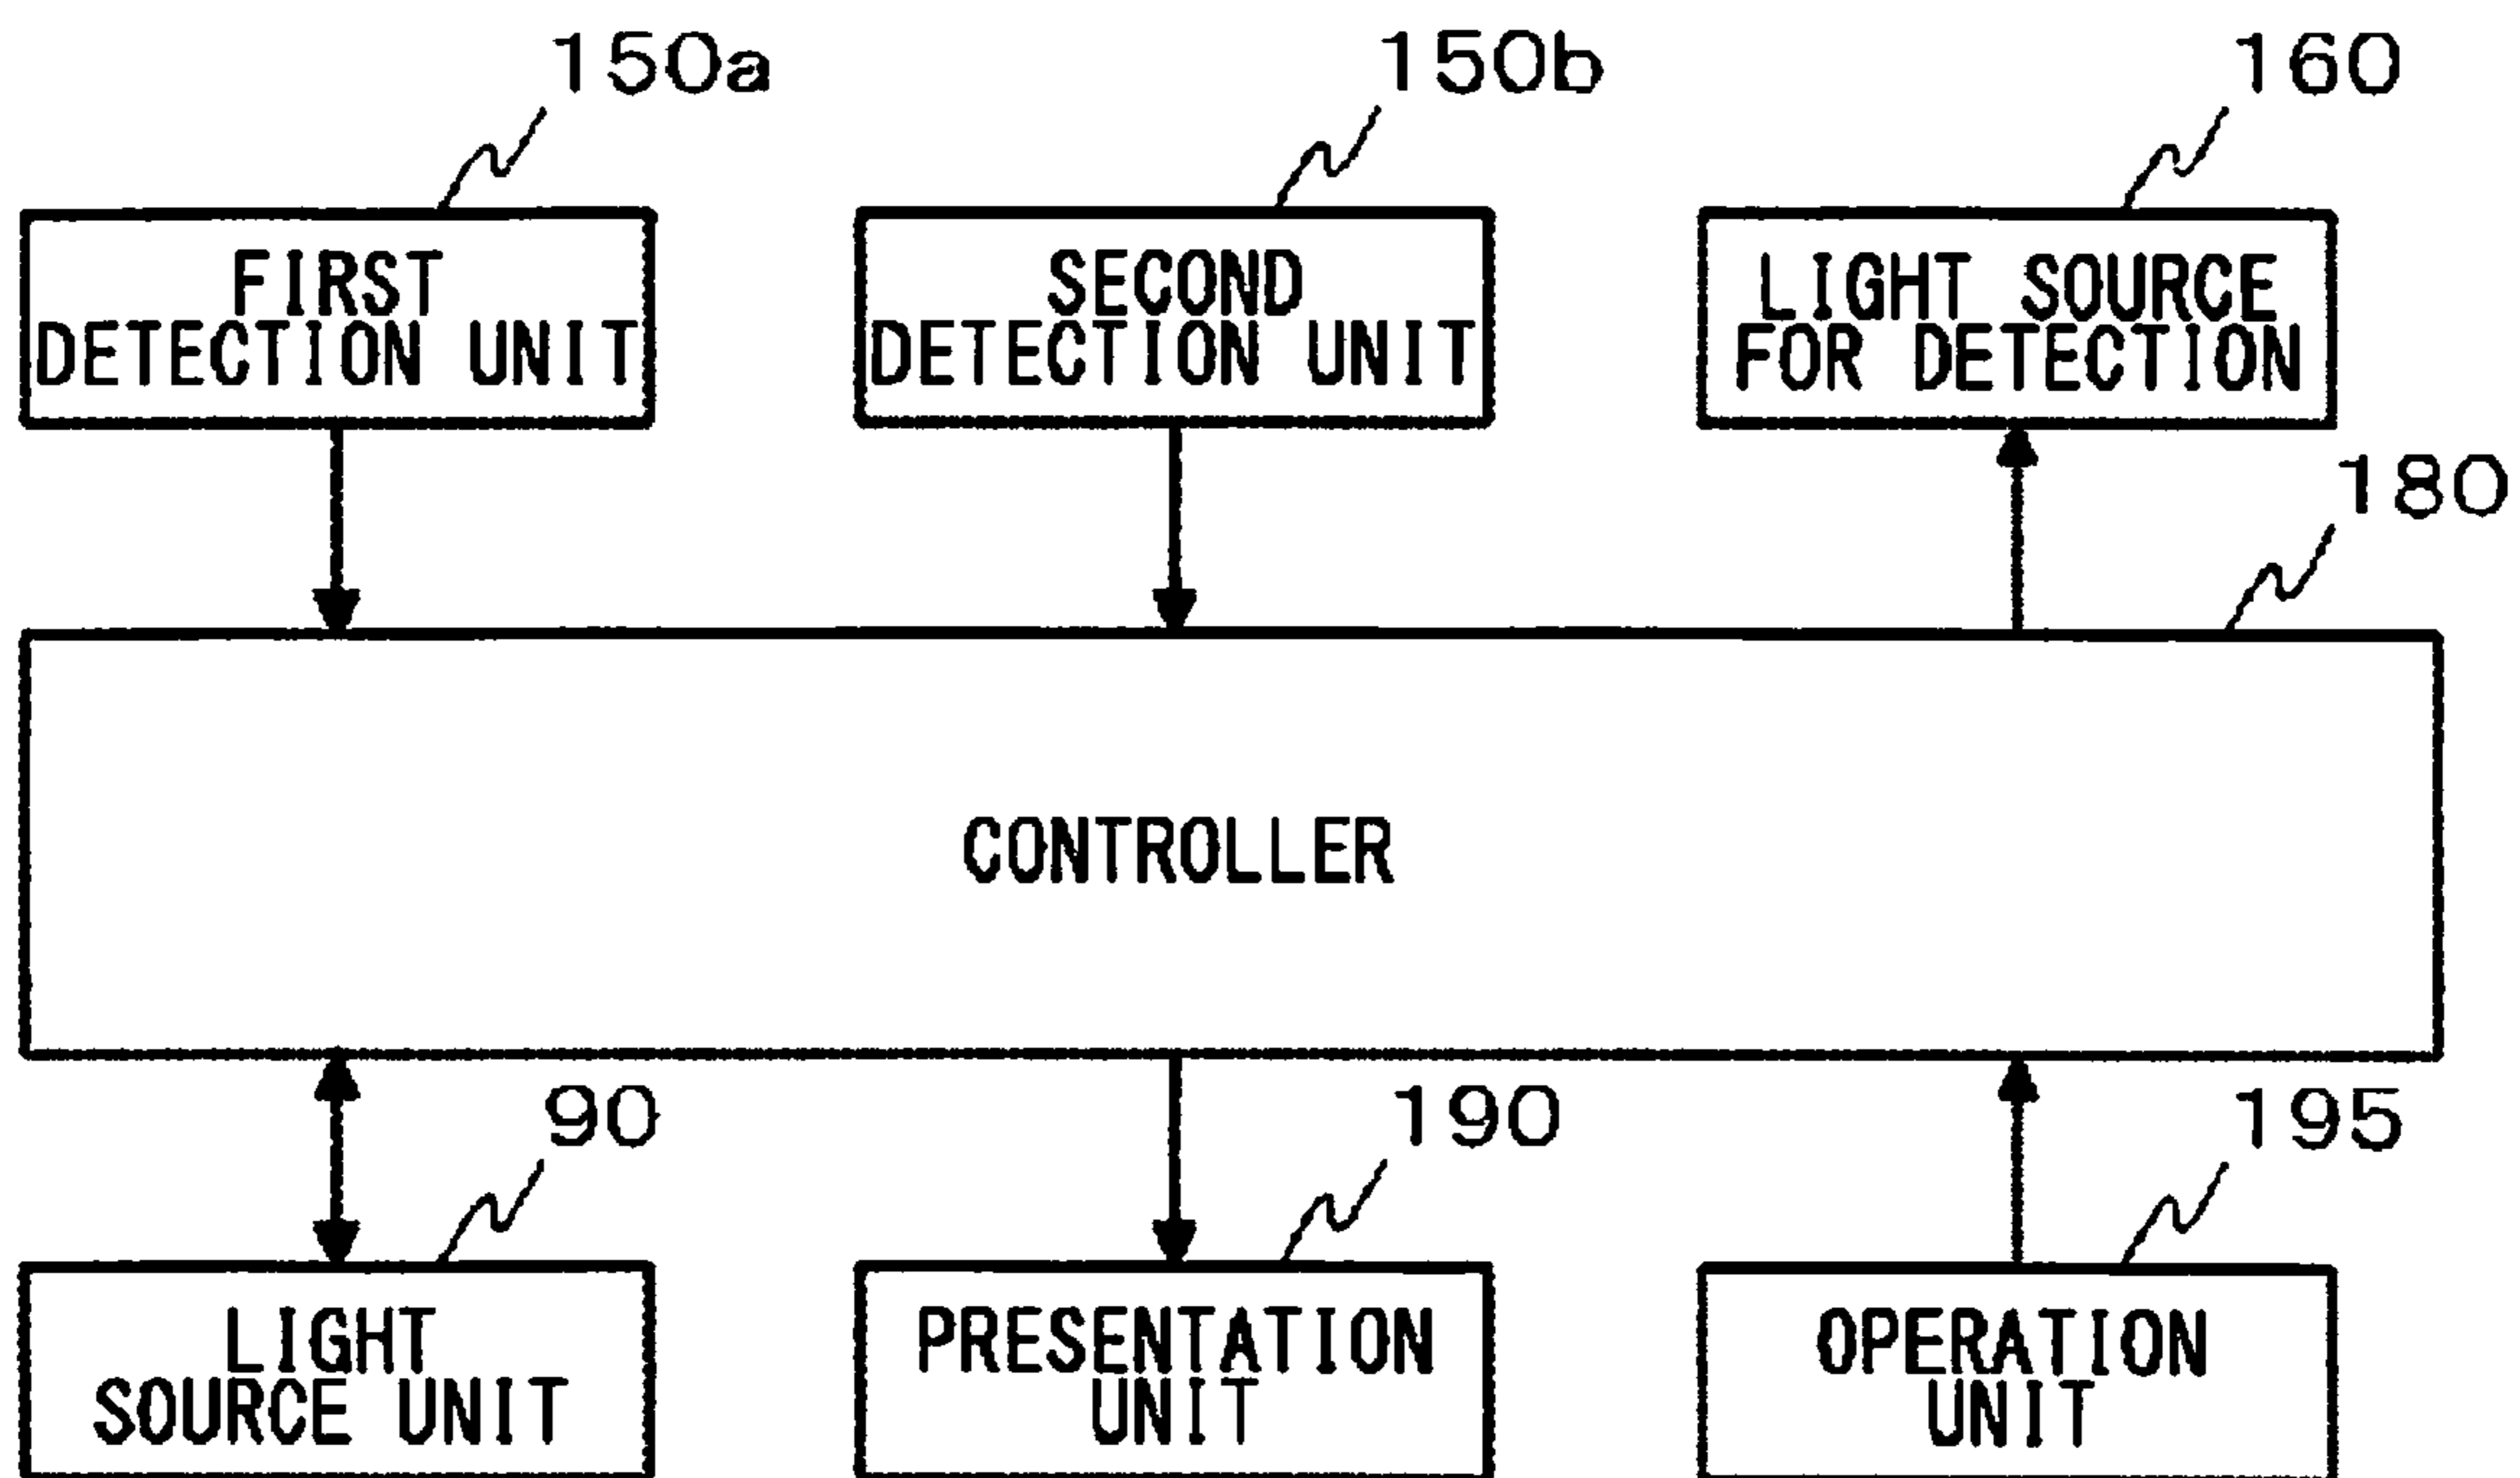 150a
150b
160
FIRST
DETECTION UNIT
SECOND
DETECTION UNIT
LIGHT SOURCE
FOR DETECTION
180
CONTROLLER
90
190
195
LIGHT
SOURCE UNIT
PRESENTATION
UNIT
OPERATION
UNIT